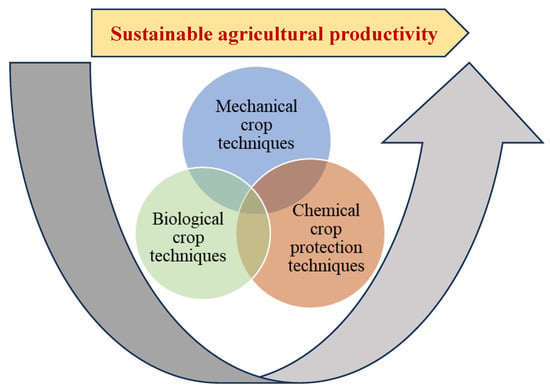 Sustainable agricultural productivity
Mechanical
crop
techniques
Biological
crop
techniques
Chemical
crop
protection
techniques